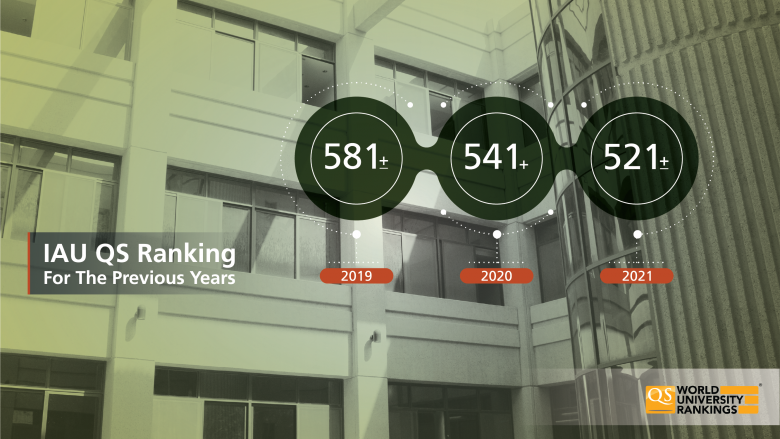 581±
541+
521±
IAU QS Ranking
For The Previous Years
2019
2020
2021
QS
WORLD
UNIVERSITY
RANKINGS®